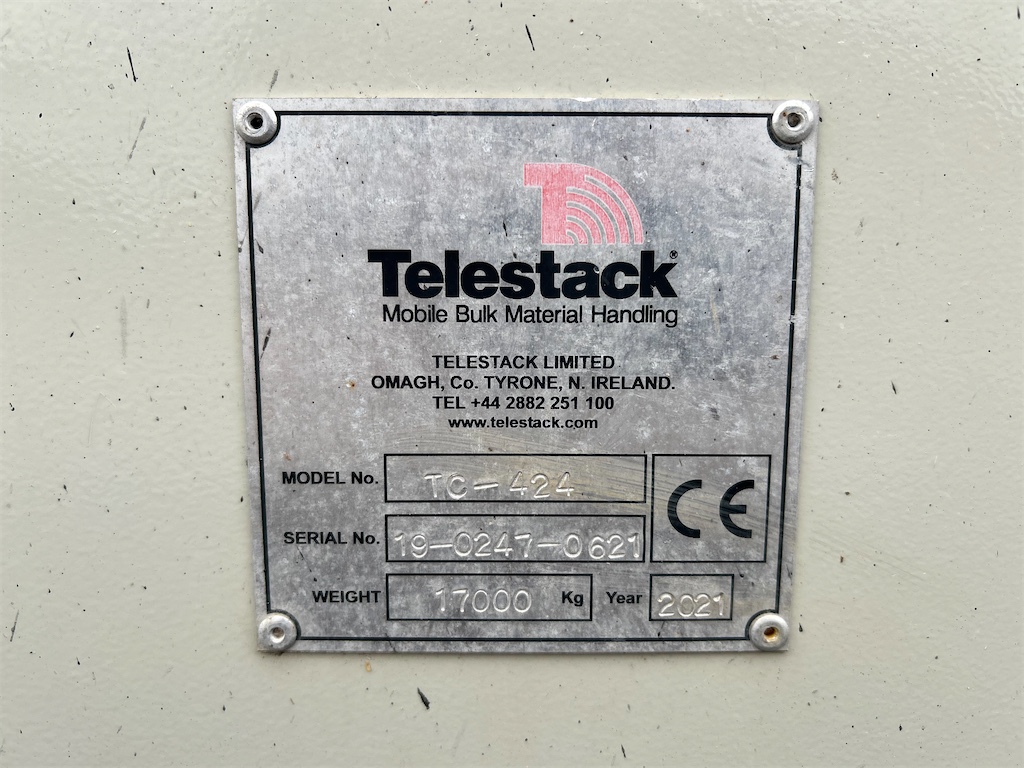 Telestack®
Mobile Bulk Material Handling
TELESTACK LIMITED
OMAGH, Co. TYRONE, N. IRELAND.
TEL +44 2882 251 100
www.telestack.com
MODEL No. TC-424
SERIAL No. 19-0247-0621
CE
WEIGHT 17000 Kg Year 2021